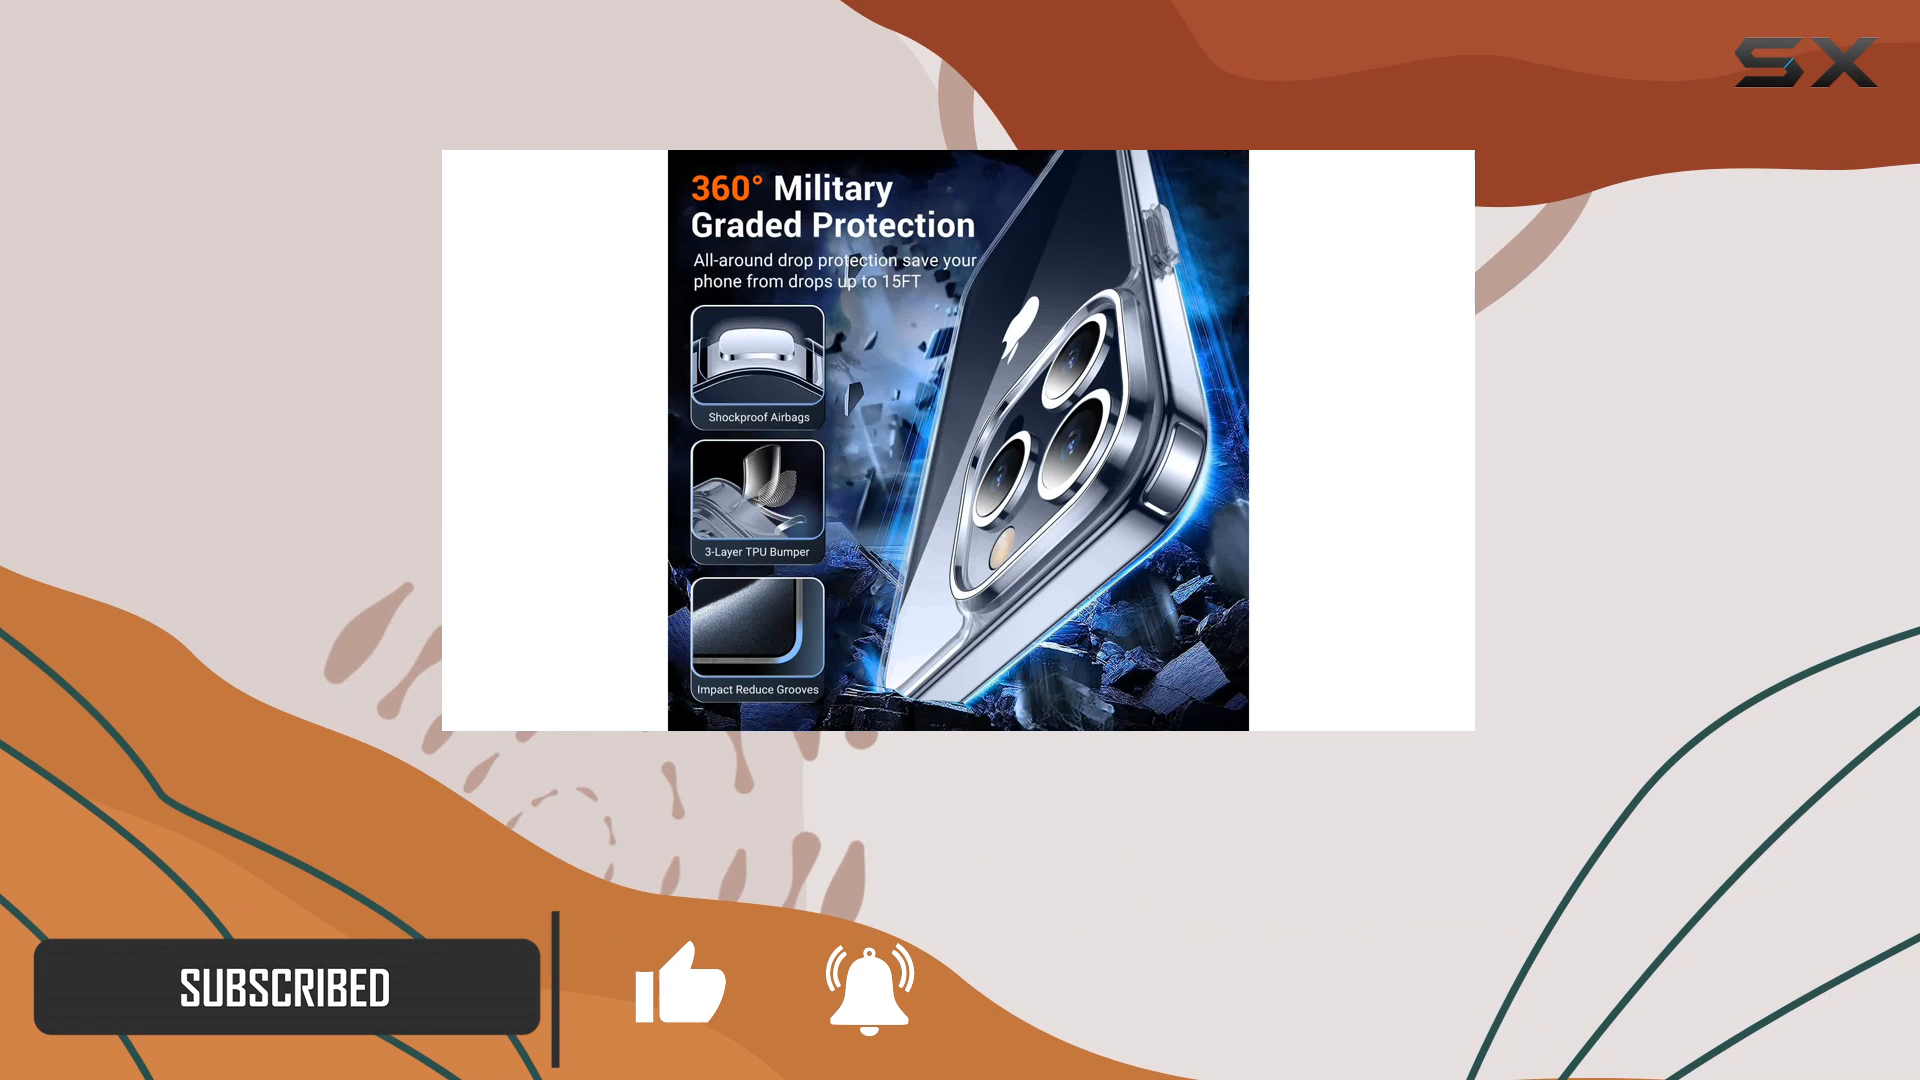 SX
360° Military
Graded Protection
All-around drop protection save your
phone from drops up to 15FT
Shockproof Airbags
3-Layer TPU Bumper
Impact Reduce Grooves
SUBSCRIBED